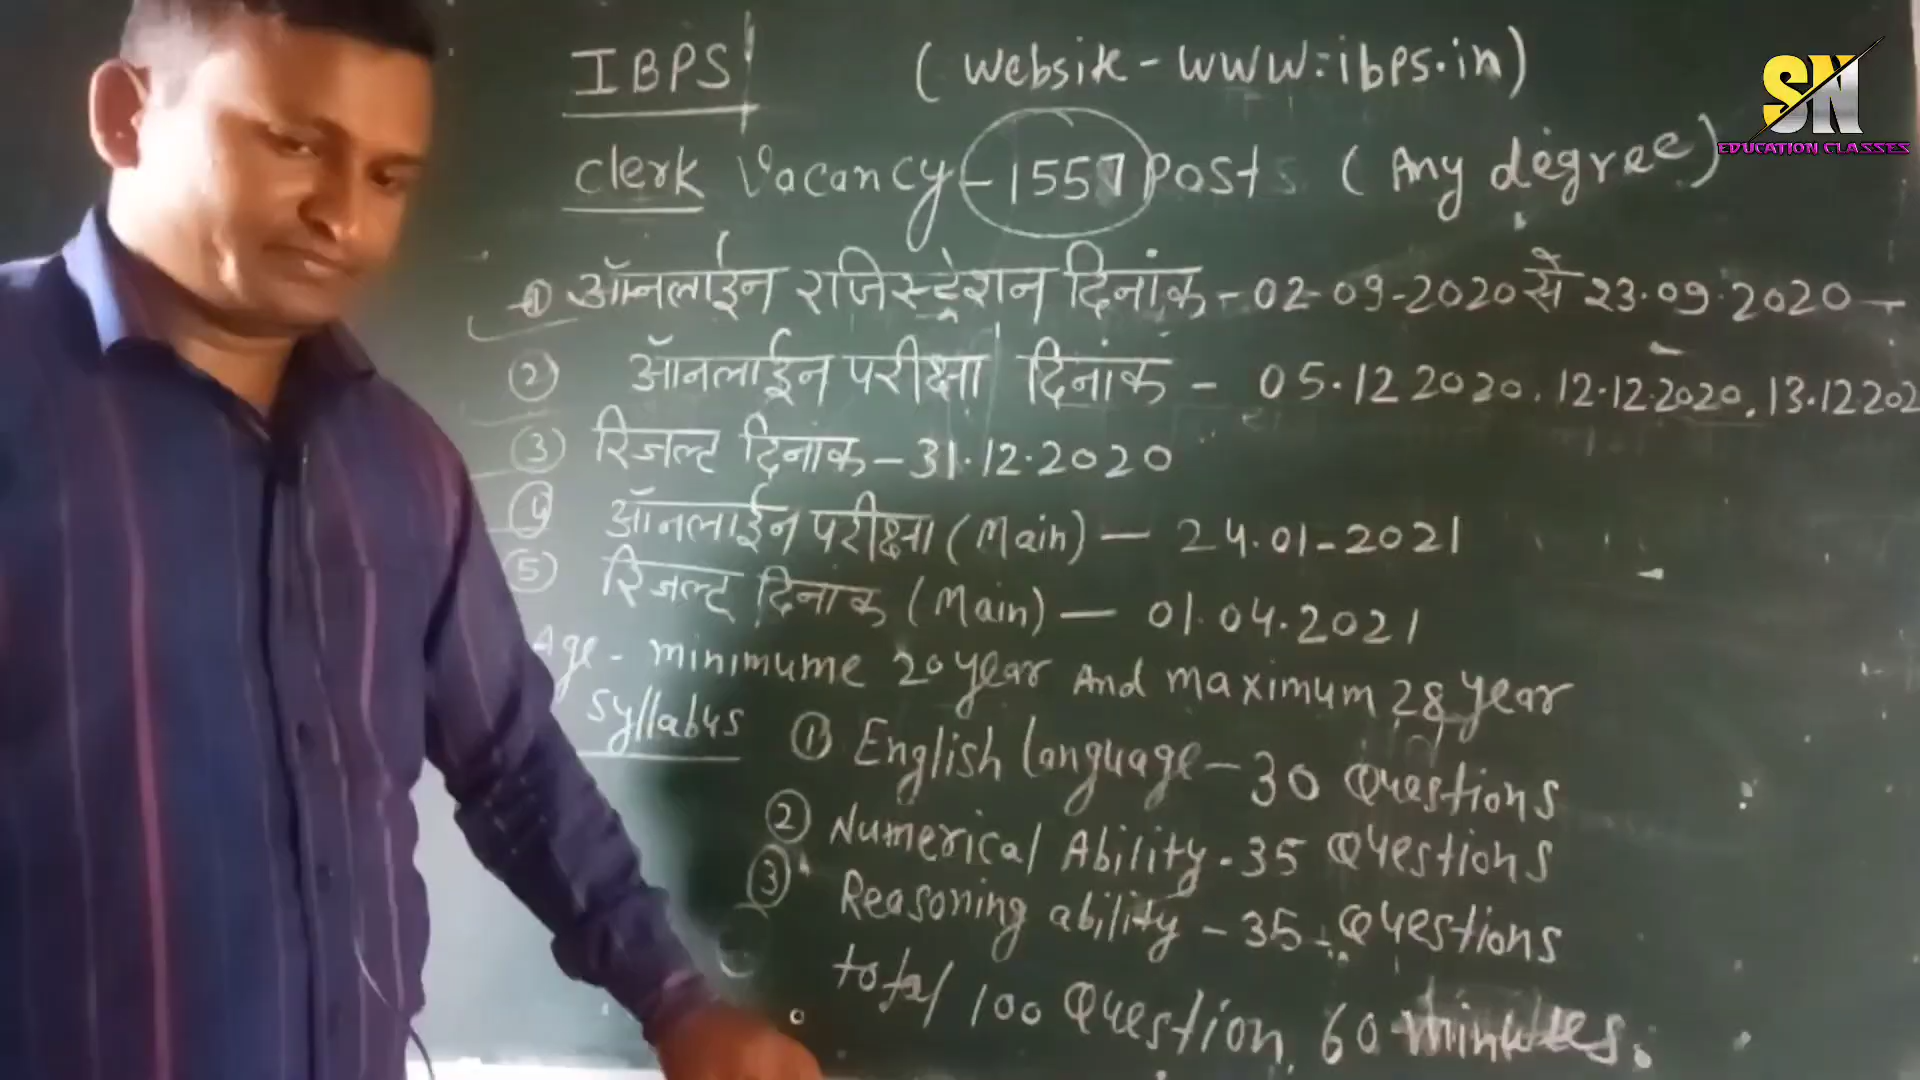 IBPS (Website - www:ibps.in)
SN
EDUCATION CLASSES
Clerk Vacancy - 1557 Posts (Any degree)
① ऑनलाईन रजिस्ट्रेशन दिनांक - 02-09-2020 से 23.09.2020 -
② ऑनलाईन परीक्षा दिनांक - 05.12 2020. 12.12.2020, 13.12.202
③ रिजल्ट दिनांक - 31.12.2020
④ ऑनलाईन परीक्षा (Main) - 24.01-2021
⑤ रिजल्ट दिनाक (Main) - 01.04.2021
Age - minimume 20 year And maximum 28 year
Syllabus ① English language - 30 Questions
② Numerical Ability - 35 Questions
③ Reasoning ability - 35 - Questions
total 100 Question, 60 minutes.